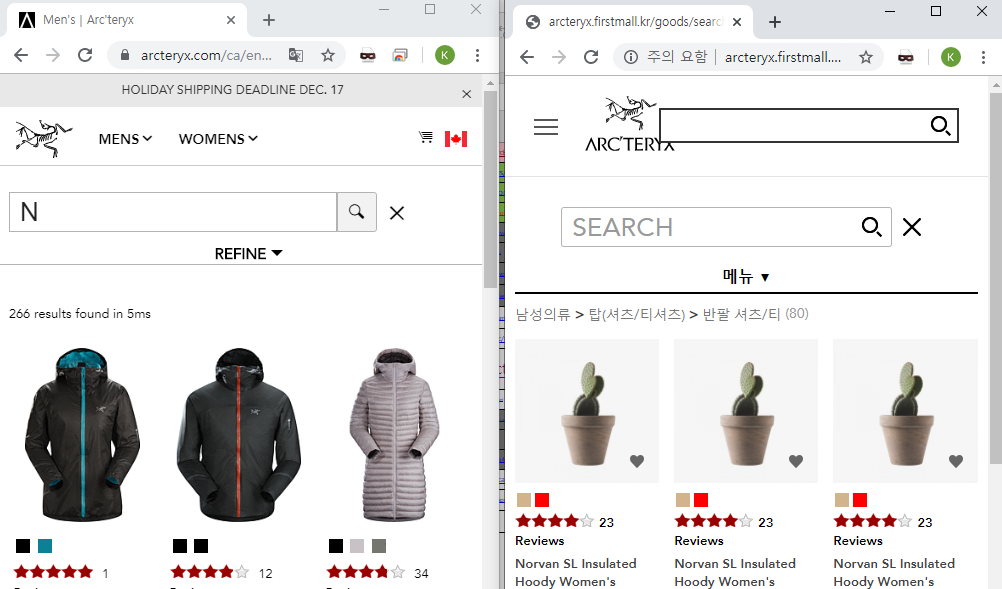 Men's | Arc'teryx
arcteryx.com/ca/en...
K
HOLIDAY SHIPPING DEADLINE DEC. 17
MENS
WOMENS
N
REFINE
266 results found in 5ms
1
12
34
arcteryx.firstmall.kr/goods/searc
주의 요함
arcteryx.firstmall....
K
ARC'TERYX
SEARCH
메뉴 ▼
남성의류 > 탑(셔츠/티셔츠) > 반팔 셔츠/티 (80)
23
23
23
Reviews
Reviews
Reviews
Norvan SL Insulated
Hoody Women's
Norvan SL Insulated
Hoody Women's
Norvan SL Insulated
Hoody Women's